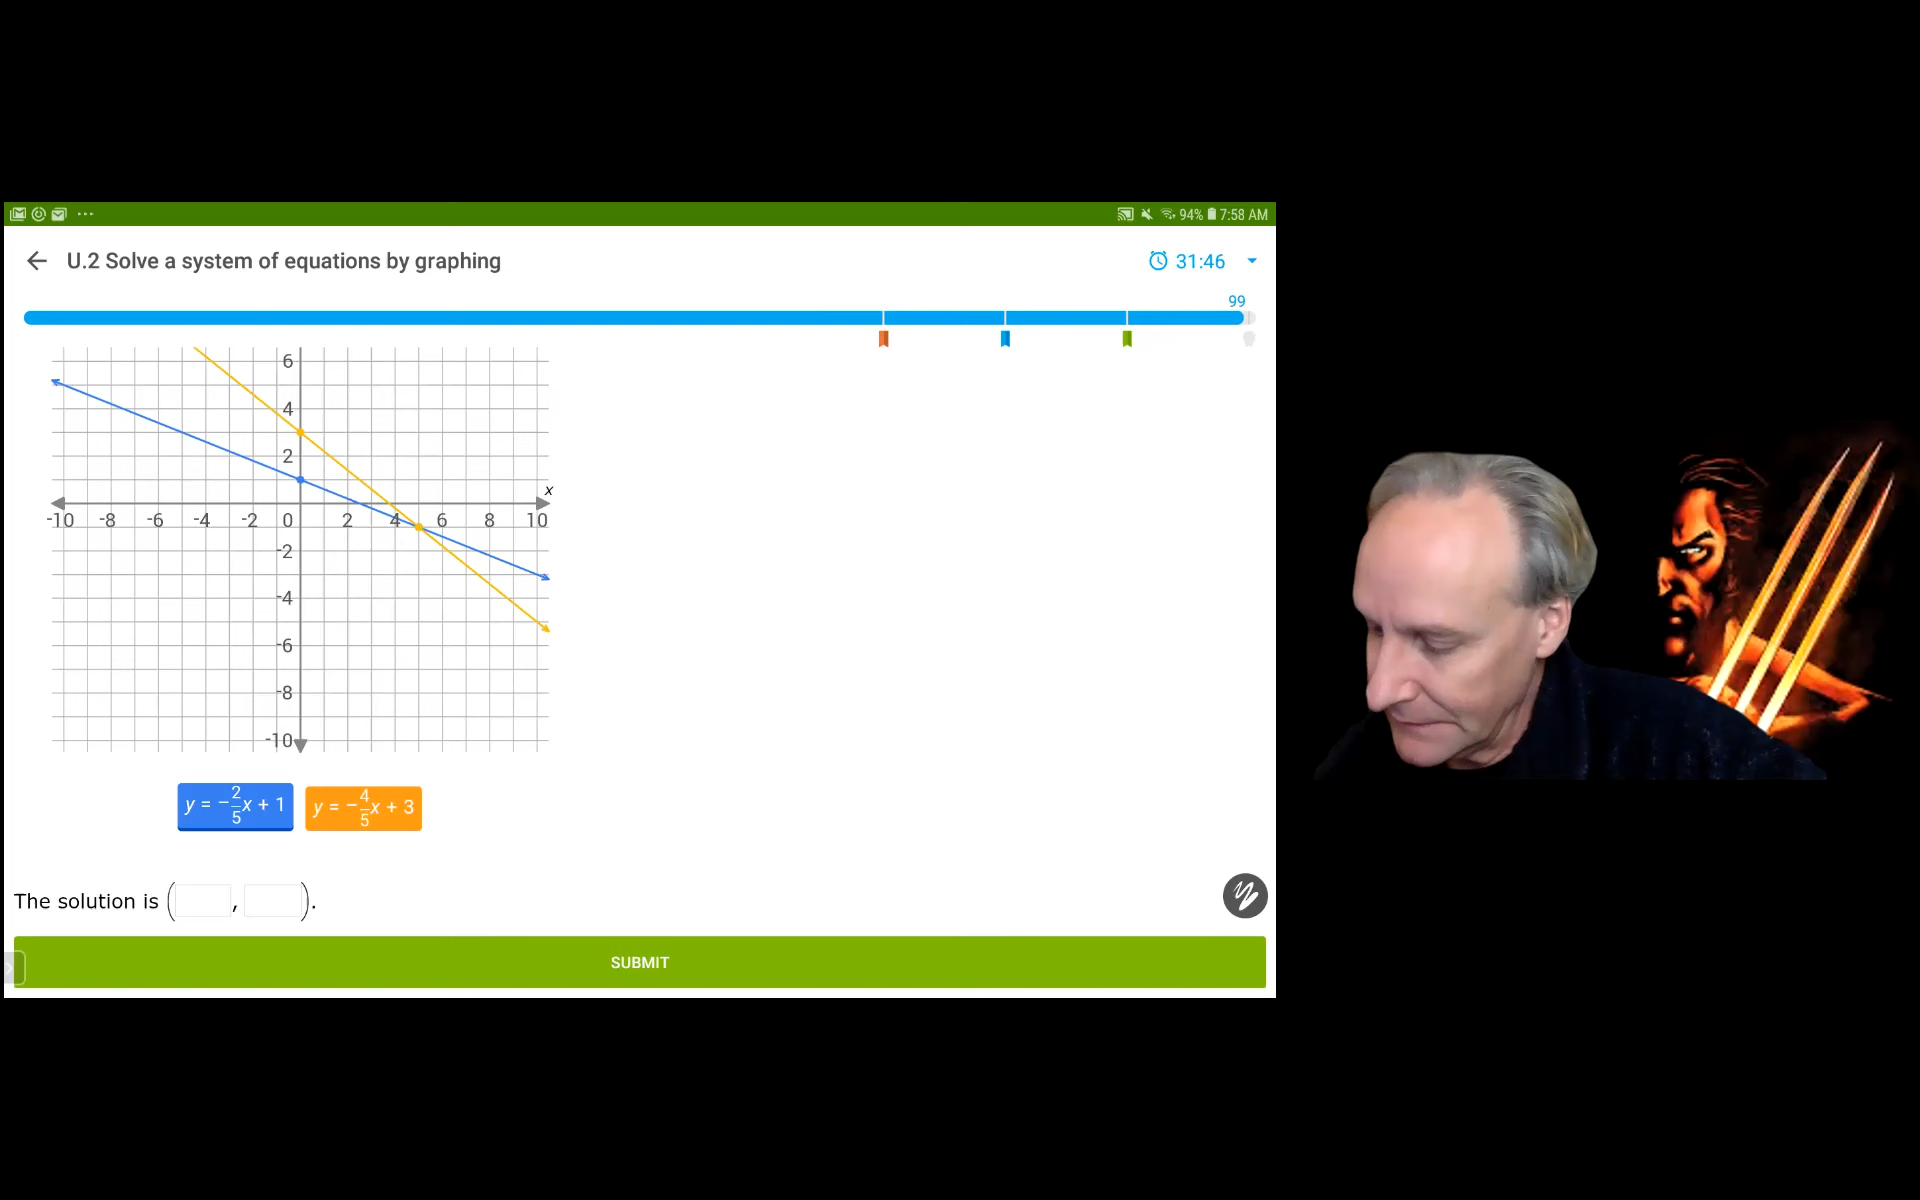 94% 7:58 AM
U.2 Solve a system of equations by graphing
31:46
99
6
4
2
x
-10 -8 -6 -4 -2 0 2 4 6 8 10
-2
-4
-6
-8
-10
y = -2/5x + 1 y = -4/5x + 3
The solution is ( , ).
SUBMIT